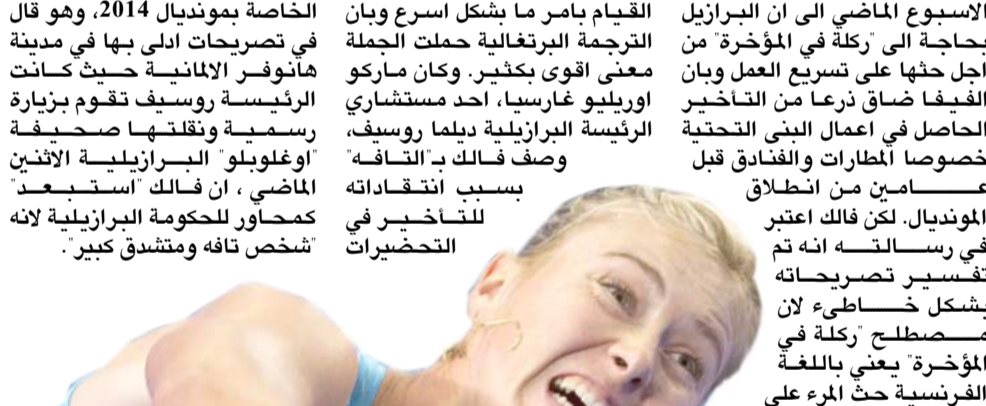 الاسبوع الماضي الى ان البرازيل
بحاجة الى "ركلة في المؤخرة" من
اجل حثها على تسريع العمل وبان
الفيفا ضاق ذرعا من التأخير
الحاصل في اعمال البنى التحتية
خصوصا المطارات والفنادق قبل
عامين من انطلاق
المونديال. لكن فالك اعتبر
في رسالته انه تم
تفسير تصريحاته
بشكل خاطىء لان
مصطلح "ركلة في
المؤخرة" يعني باللغة
الفرنسية حث المرء على
القيام بامر ما بشكل اسرع وبان
الترجمة البرتغالية حملت الجملة
معنى اقوى بكثير. وكان ماركو
اوريليو غارسيا، احد مستشاري
الرئيسة البرازيلية ديلما روسيف،
وصف فالك بـ"التافه"
بسبب انتقاداته
للتأخير في
التحضيرات
الخاصة بمونديال 2014، وهو قال
في تصريحات ادلى بها في مدينة
هانوفر الالمانية حيث كانت
الرئيسة روسيف تقوم بزيارة
رسمية ونقلتها صحيفة
"اوغلوبلو" البرازيلية الاثنين
الماضي ، ان فالك "استبعد"
كمحاور للحكومة البرازيلية لانه
"شخص تافه ومتشدق كبير".